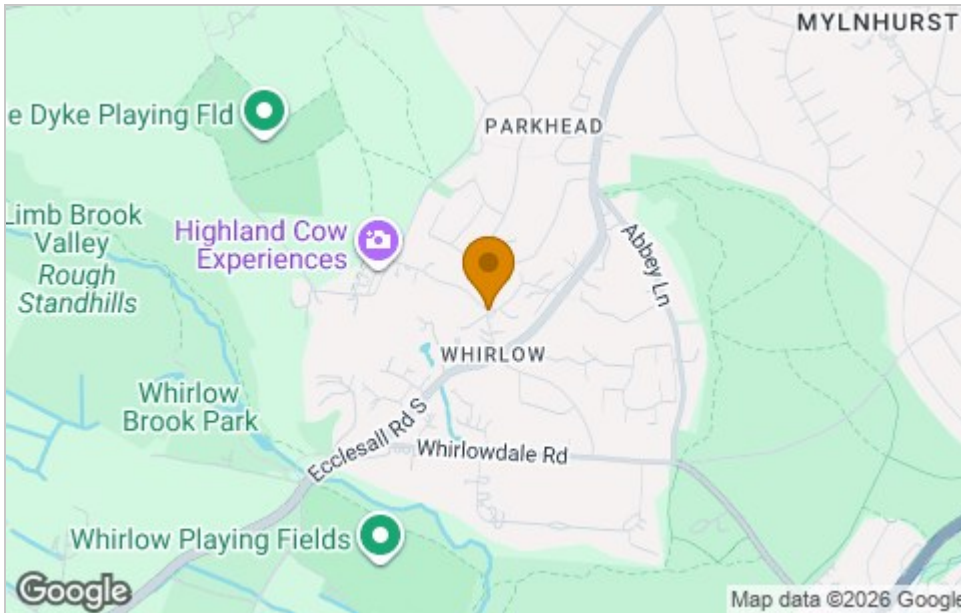 MYLNHURST
e Dyke Playing Fld
PARKHEAD
Limb Brook
Valley
Rough
Standhills
Highland Cow
Experiences
Abbey Ln
WHIRLOW
Whirlow
Brook Park
Ecclesall Rd S
Whirlowdale Rd
Whirlow Playing Fields
Google
Map data ©2026 Google